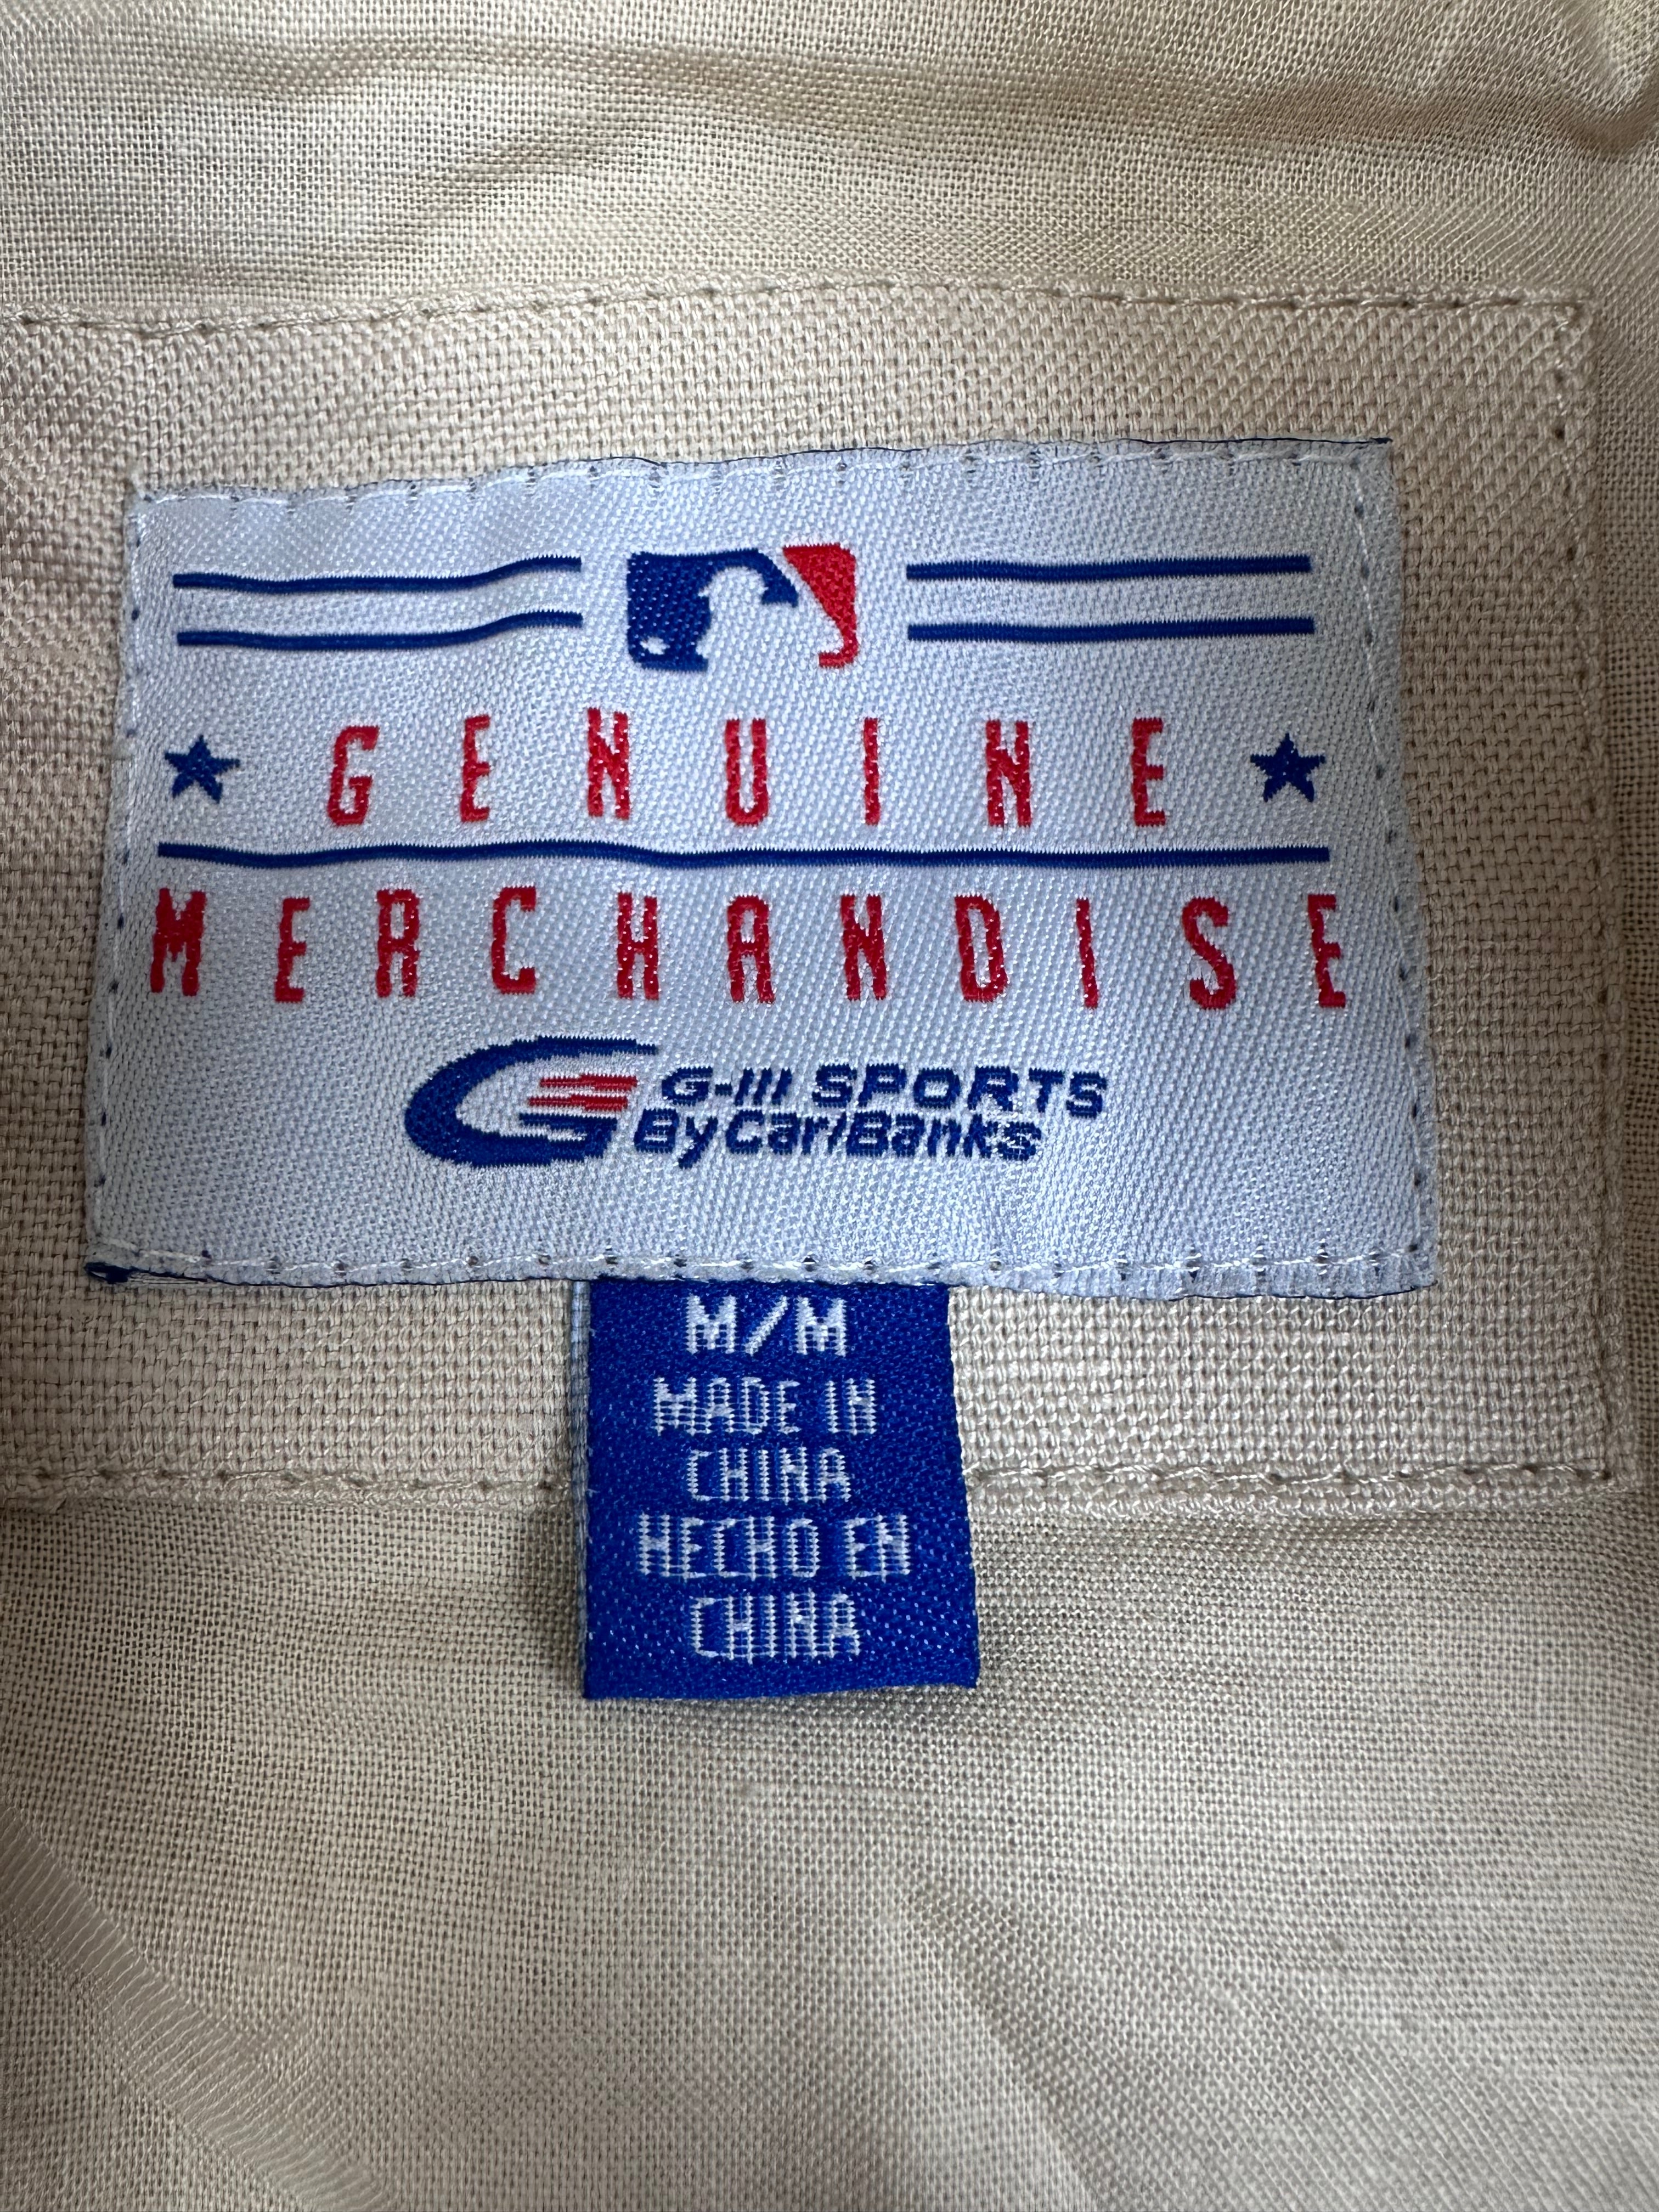 GENUINE
MERCHANDISE
G-III SPORTS
By Carl Banks
M/M
MADE IN
CHINA
HECHO EN
CHINA